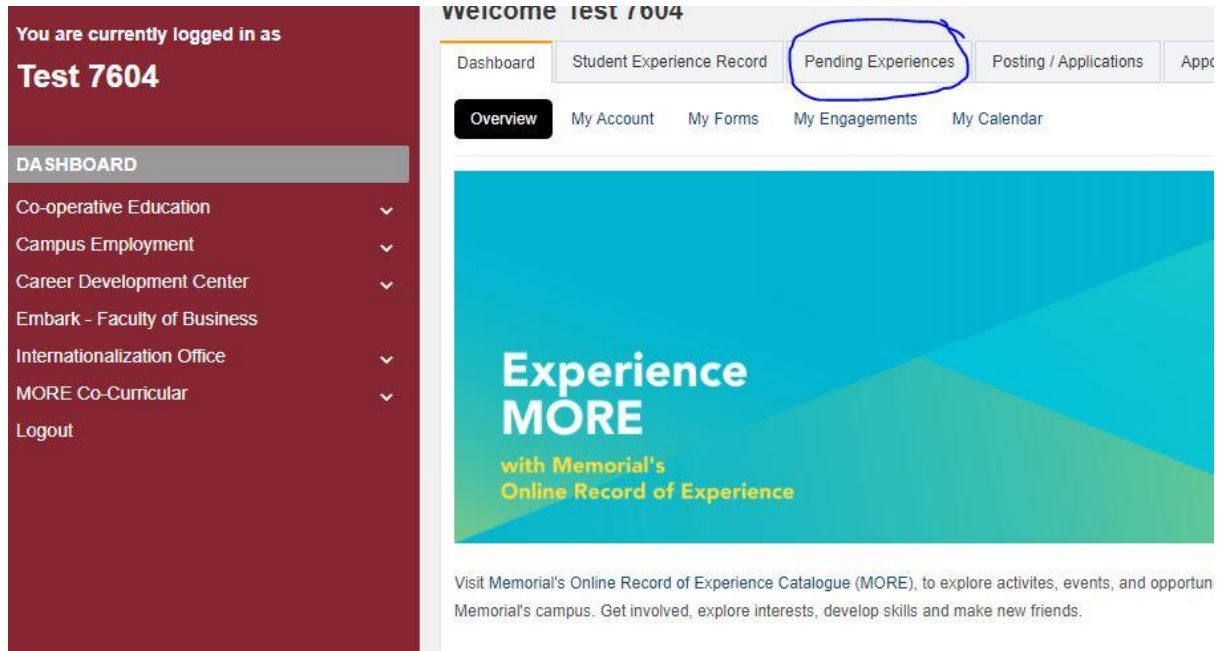 You are currently logged in as
Test 7604
DASHBOARD
Co-operative Education
Campus Employment
Career Development Center
Embark - Faculty of Business
Internationalization Office
MORE Co-Curricular
Logout
Welcome Test 7604
Dashboard Student Experience Record Pending Experiences Posting / Applications
Overview My Account My Forms My Engagements My Calendar
Experience
MORE
with Memorial's
Online Record of Experience
Visit Memorial's Online Record of Experience Catalogue (MORE), to explore activites, events, and
Memorial's campus. Get involved, explore interests, develop skills and make new friends.